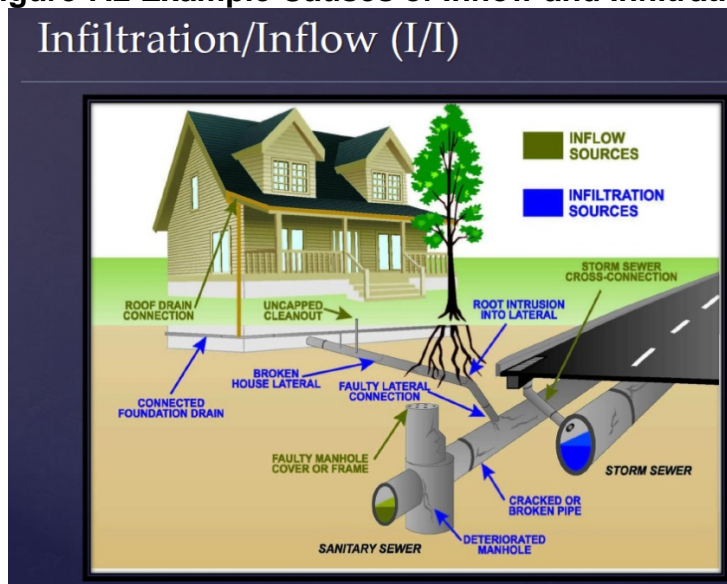 Infiltration/Inflow (I/I)
INFLOW
SOURCES
INFILTRATION
SOURCES
STORM SEWER
CROSS-CONNECTION
ROOF DRAIN
CONNECTION
UNCAPPED
CLEANOUT
ROOT INTRUSION
INTO LATERAL
BROKEN
HOUSE LATERAL
FAULTY LATERAL
CONNECTION
CONNECTED
FOUNDATION DRAIN
FAULTY MANHOLE
COVER OR FRAME
STORM SEWER
CRACKED OR
BROKEN PIPE
DETERIORATED
MANHOLE
SANITARY SEWER